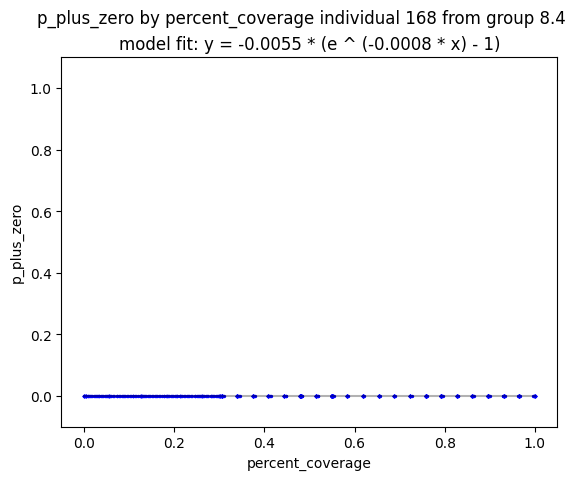 p_plus_zero by percent_coverage individual 168 from group 8.4
model fit: y = -0.0055 * (e ^ (-0.0008 * x) - 1)
1.0
0.8
0.6
0.4
0.2
0.0
p_plus_zero
0.0 0.2 0.4 0.6 0.8 1.0
percent_coverage